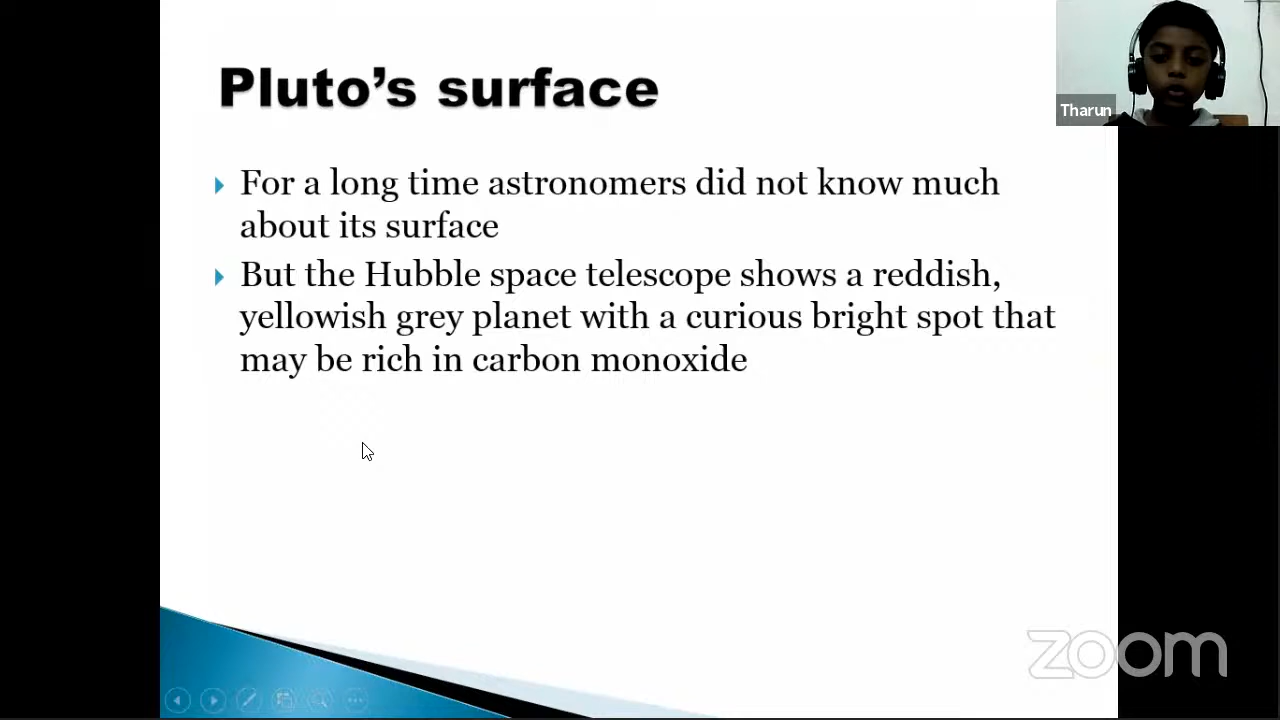 Pluto’s surface
Tharun
For a long time astronomers did not know much
about its surface
But the Hubble space telescope shows a reddish,
yellowish grey planet with a curious bright spot that
may be rich in carbon monoxide
zoom